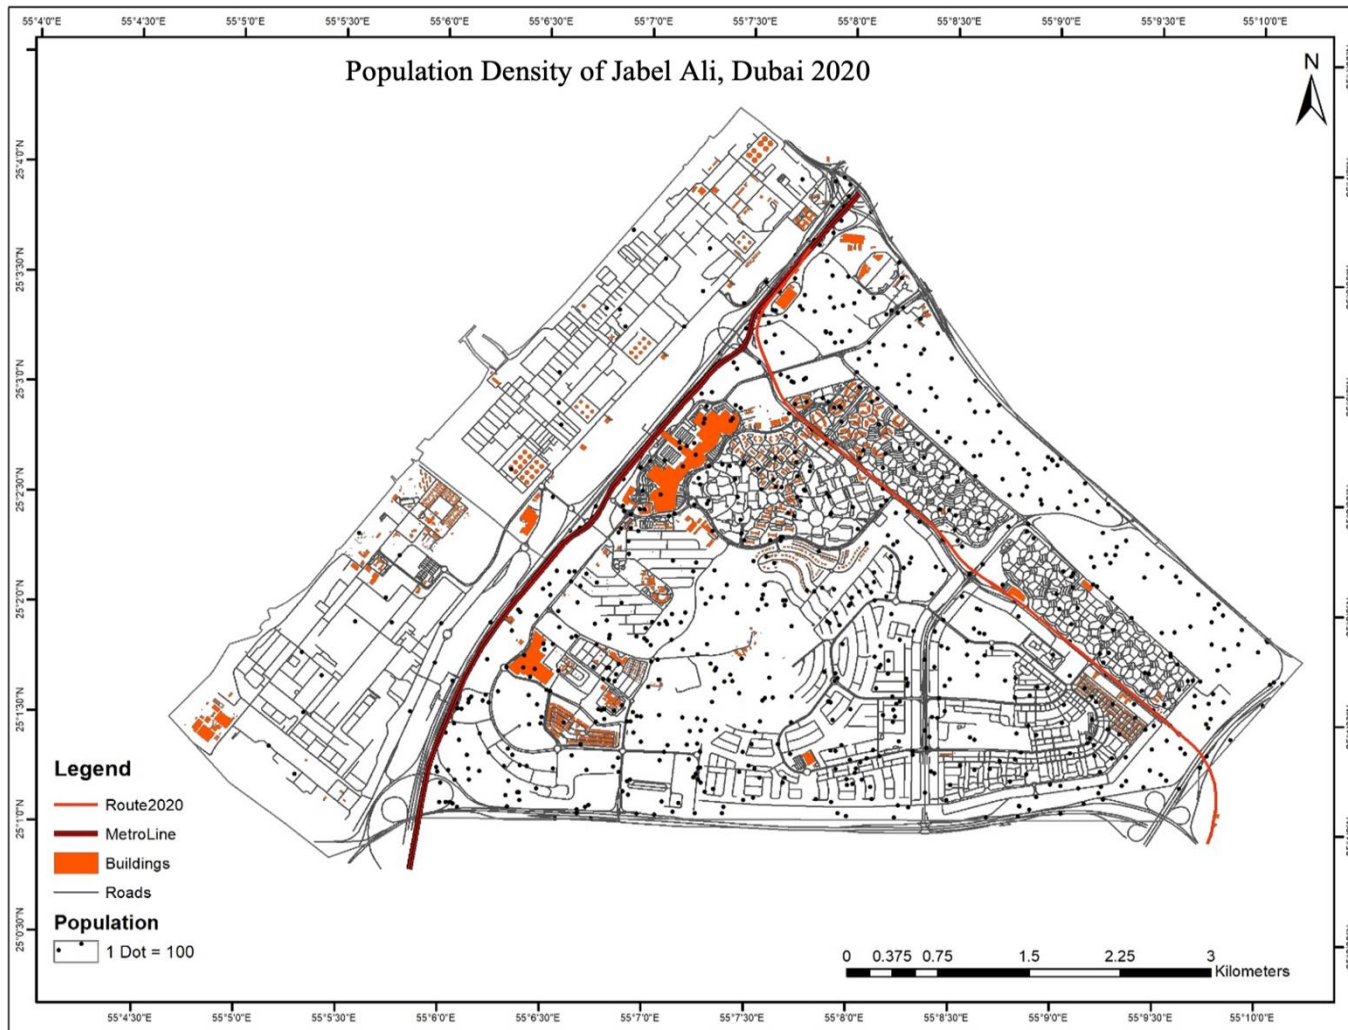 55°4'0"E 55°5'0"E 55°5'30"E 55°6'0"E 55°6'30"E 55°7'0"E 55°7'30"E 55°8'0"E 55°8'30"E 55°9'0"E 55°9'30"E 55°10'0"E
Population Density of Jabel Ali, Dubai 2020
N
25°4'0"N
25°3'30"N
25°3'0"N
25°2'30"N
25°2'0"N
25°1'30"N
25°1'0"N
25°0'30"N
Legend
Route2020
MetroLine
Buildings
Roads
Population
1 Dot = 100
0 0.375 0.75 1.5 2.25 3
Kilometers
55°4'30"E 55°5'0"E 55°5'30"E 55°6'0"E 55°6'30"E 55°7'0"E 55°7'30"E 55°8'0"E 55°8'30"E 55°9'0"E 55°9'30"E 55°10'0"E